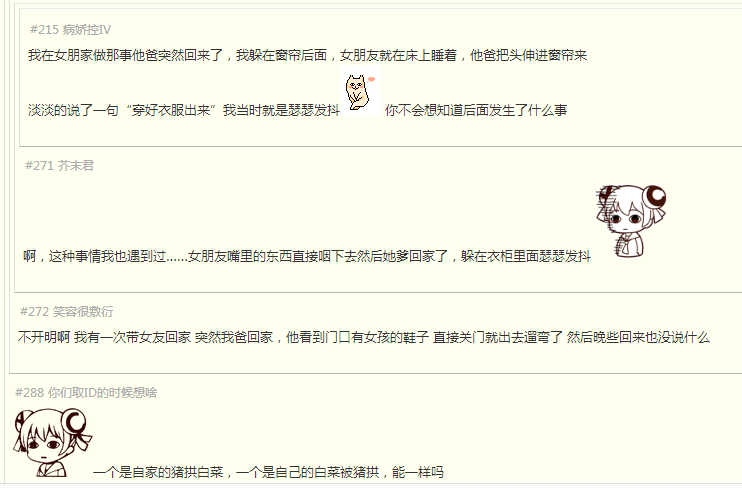 #215 病娇控IV
我在女朋家做那事他爸突然回来了，我躲在窗帘后面，女朋友就在床上睡着，他爸把头伸进窗帘来
淡淡的说了一句“穿好衣服出来”我当时就是瑟瑟发抖 你不会想知道后面发生了什么事
#271 芥末君
啊，这种事情我也遇到过……女朋友嘴里的东西直接咽下去然后她爹回家了，躲在衣柜里面瑟瑟发抖
#272 笑容很敷衍
不开明啊 我有一次带女友回家 突然我爸回家，他看到门口有女孩的鞋子 直接关门就出去遛弯了 然后晚些回来也没说什么
#288 你们取ID的时候想啥
一个是自家的猪拱白菜，一个是自己的白菜被猪拱，能一样吗